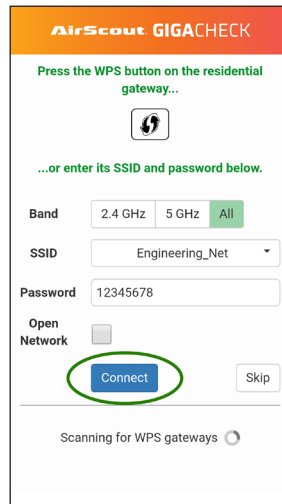 AirScout GIGACHECK
Press the WPS button on the residential
gateway...
...or enter its SSID and password below.
Band 2.4 GHz 5 GHz All
SSID Engineering_Net
Password 12345678
Open
Network
Connect Skip
Scanning for WPS gateways